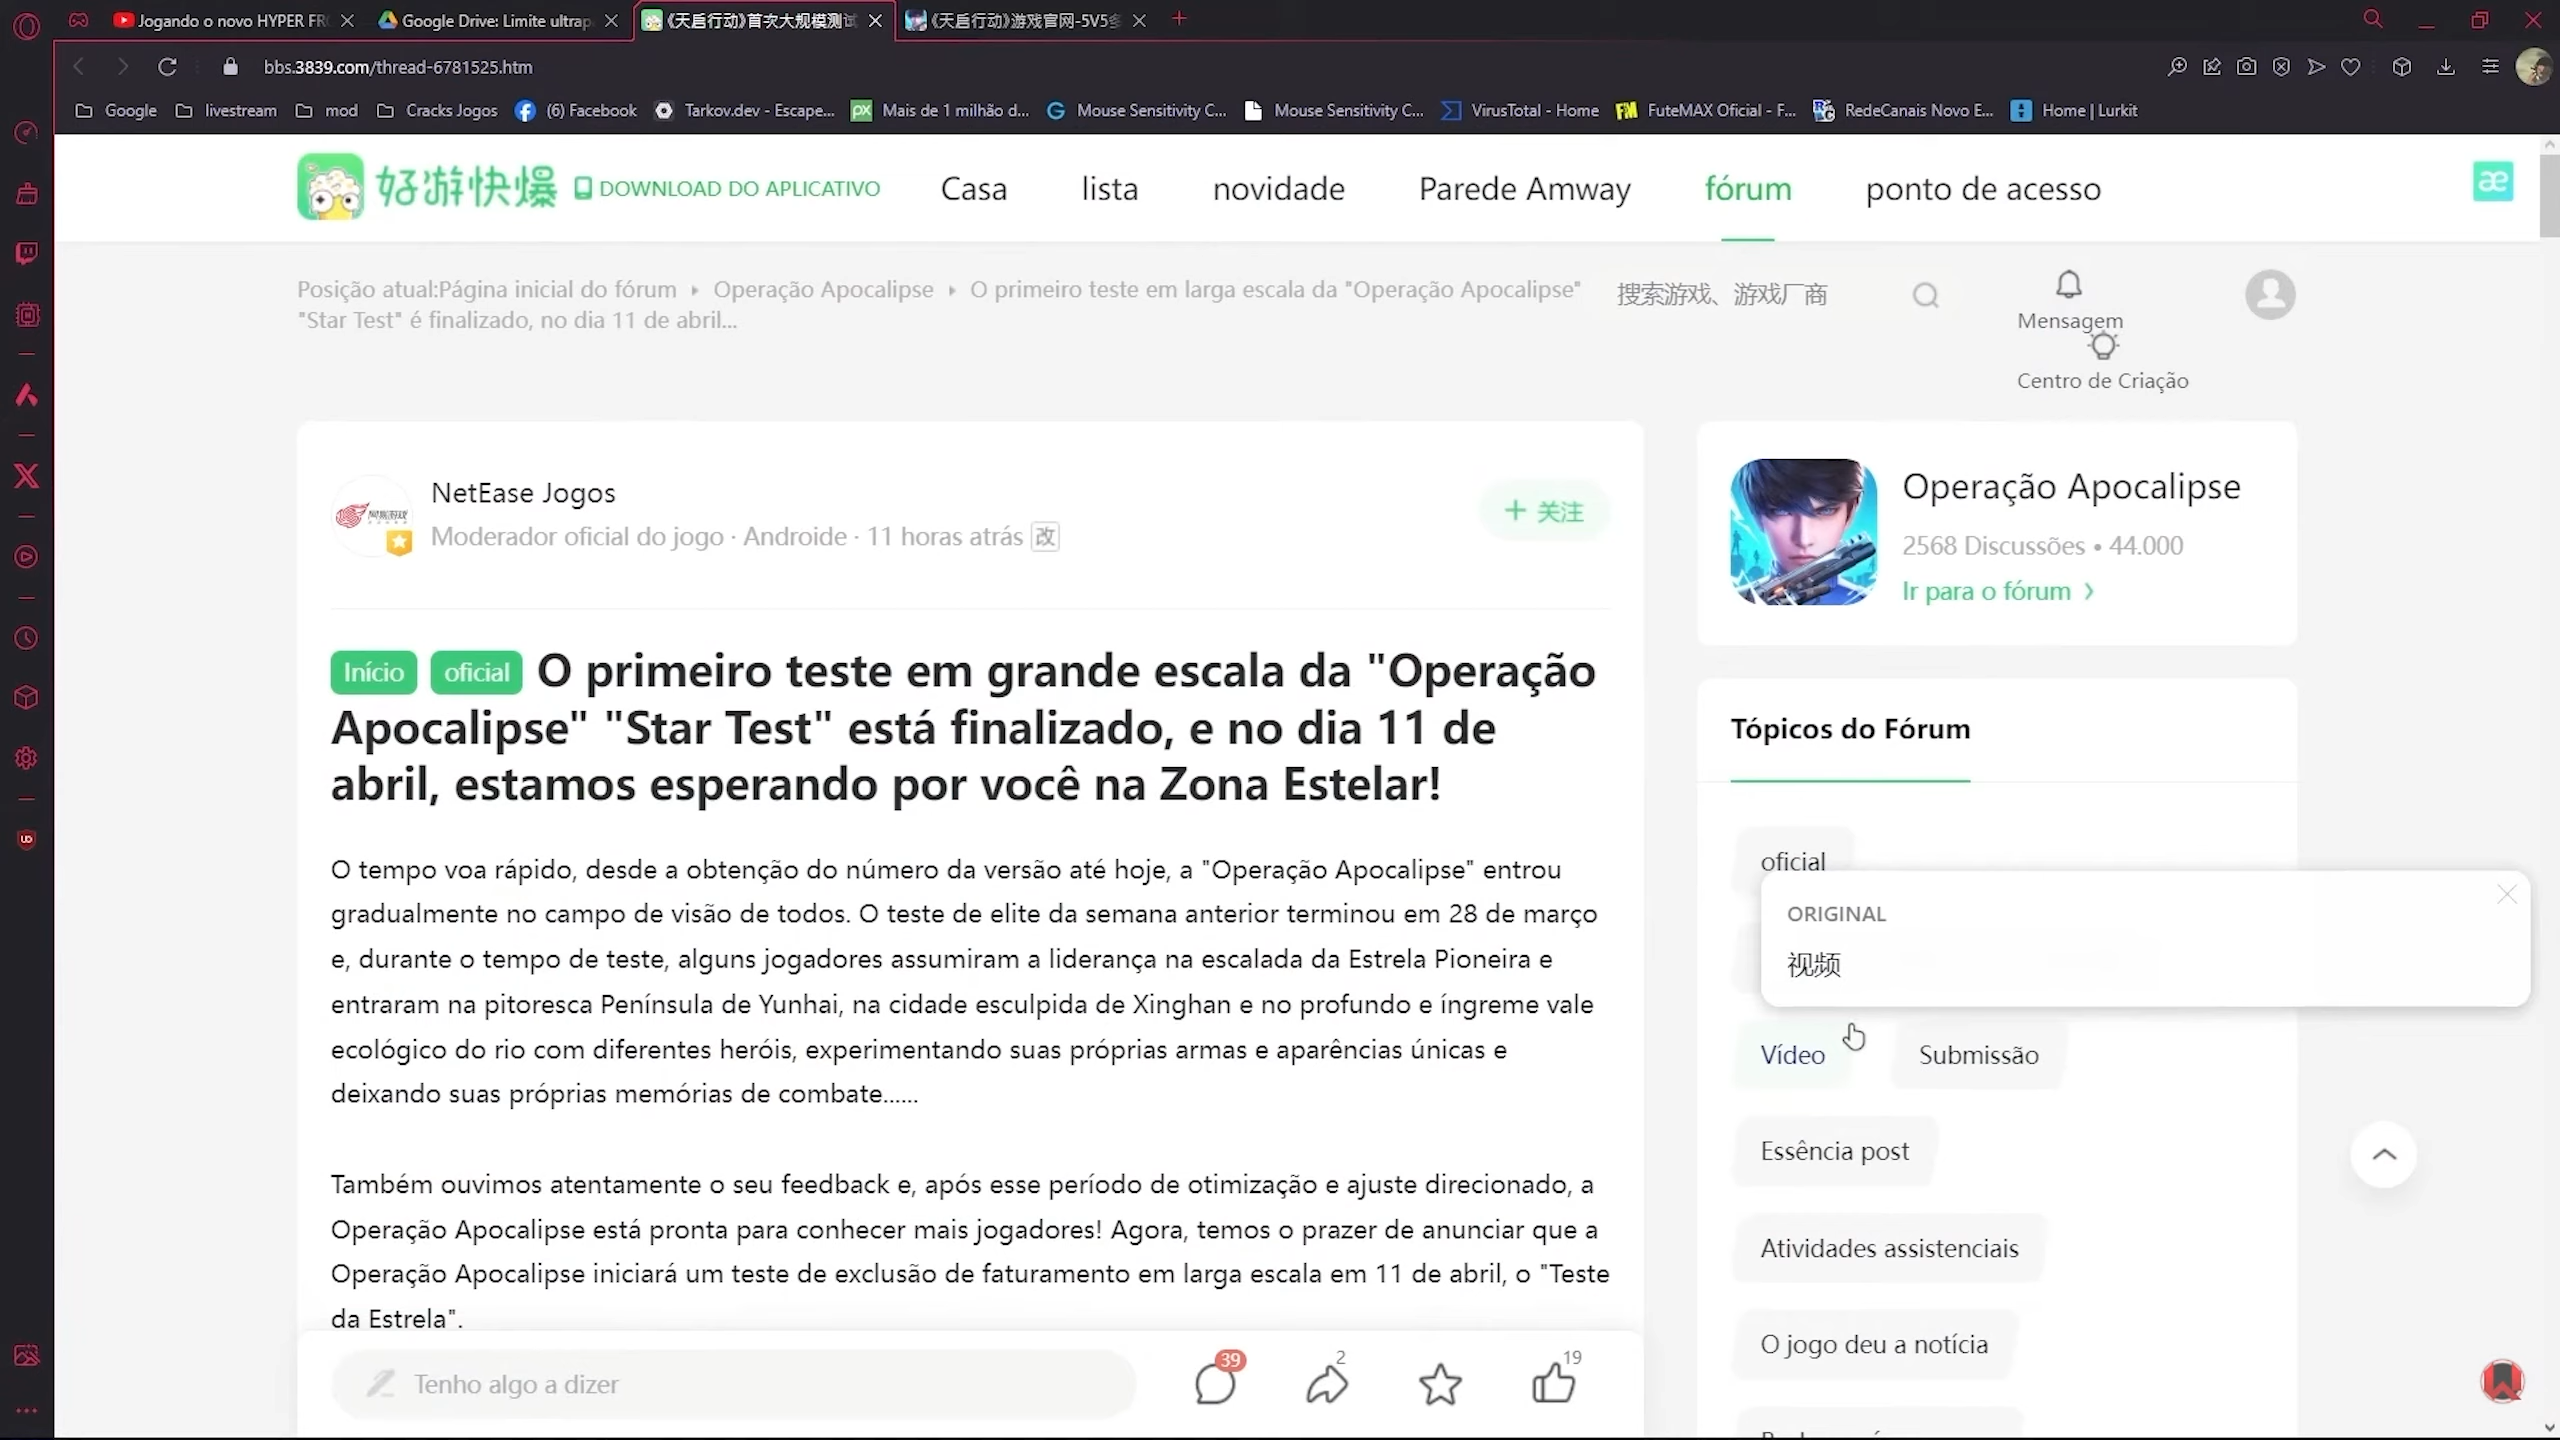 Jogando o novo HYPER FR
Google Drive: Limite ultrap
《天启行动》首次大规模测试
《天启行动》游戏官网-5V5多
bbs.3839.com/thread-6781525.htm
Google
livestream
mod
Cracks Jogos
(6) Facebook
Tarkov.dev - Escape...
px
Mais de 1 milhão d...
G
Mouse Sensitivity C...
Mouse Sensitivity C...
VirusTotal - Home
FM
FuteMAX Oficial - F...
RedeCanais Novo E...
Home | Lurkit
好游快爆
DOWNLOAD DO APLICATIVO
Casa
lista
novidade
Parede Amway
fórum
ponto de acesso
æ
Posição atual:Página inicial do fórum
Operação Apocalipse
O primeiro teste em larga escala da "Operação Apocalipse"
"Star Test" é finalizado, no dia 11 de abril...
搜索游戏、游戏厂商
Mensagem
Centro de Criação
NetEase Jogos
网易游戏
Moderador oficial do jogo · Androide · 11 horas atrás 改
+ 关注
Operação Apocalipse
2568 Discussões • 44.000
Ir para o fórum
Início oficial O primeiro teste em grande escala da "Operação
Apocalipse" "Star Test" está finalizado, e no dia 11 de
abril, estamos esperando por você na Zona Estelar!
O tempo voa rápido, desde a obtenção do número da versão até hoje, a "Operação Apocalipse" entrou
gradualmente no campo de visão de todos. O teste de elite da semana anterior terminou em 28 de março
e, durante o tempo de teste, alguns jogadores assumiram a liderança na escalada da Estrela Pioneira e
entraram na pitoresca Península de Yunhai, na cidade esculpida de Xinghan e no profundo e íngreme vale
ecológico do rio com diferentes heróis, experimentando suas próprias armas e aparências únicas e
deixando suas próprias memórias de combate......
Também ouvimos atentamente o seu feedback e, após esse período de otimização e ajuste direcionado, a
Operação Apocalipse está pronta para conhecer mais jogadores! Agora, temos o prazer de anunciar que a
Operação Apocalipse iniciará um teste de exclusão de faturamento em larga escala em 11 de abril, o "Teste
da Estrela".
Tenho algo a dizer
39
2
19
Tópicos do Fórum
oficial
ORIGINAL
视频
Vídeo
Submissão
Essência post
Atividades assistenciais
O jogo deu a notícia